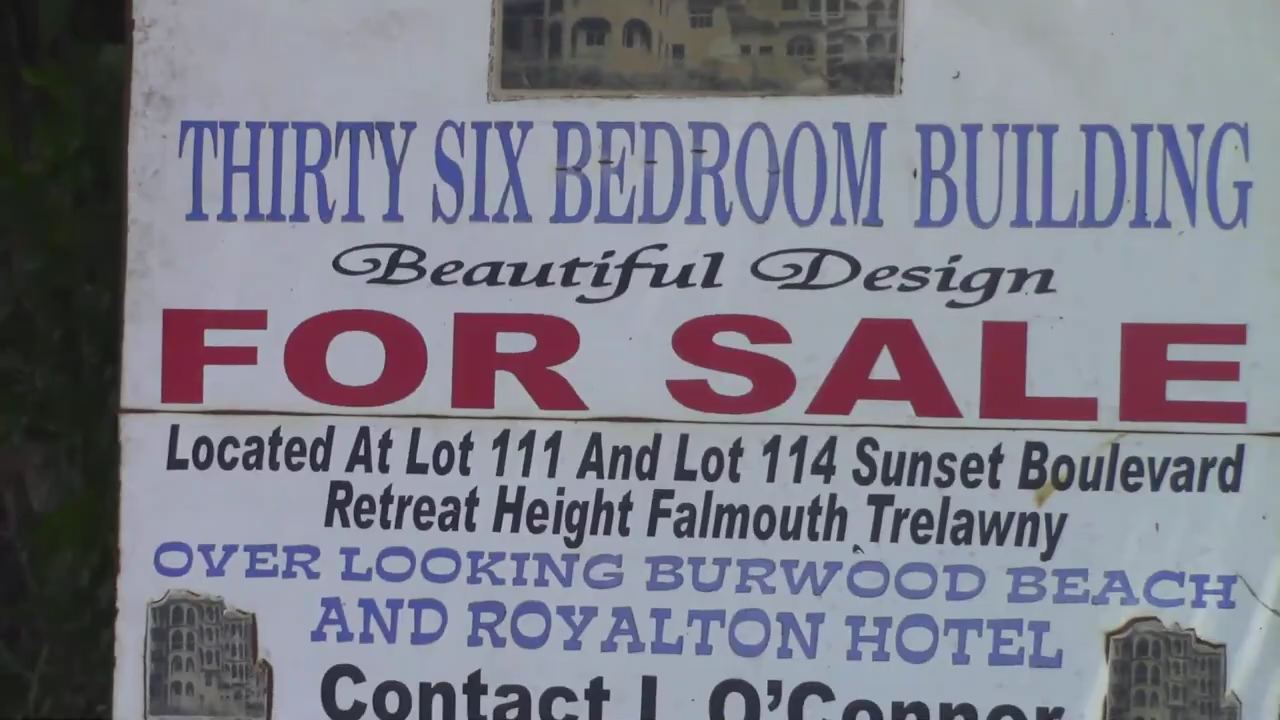 THIRTY SIX BEDROOM BUILDING
Beautiful Design
FOR SALE
Located At Lot 111 And Lot 114 Sunset Boulevard
Retreat Height Falmouth Trelawny
OVER LOOKING BURWOOD BEACH
AND ROYALTON HOTEL
Contact O'Connor